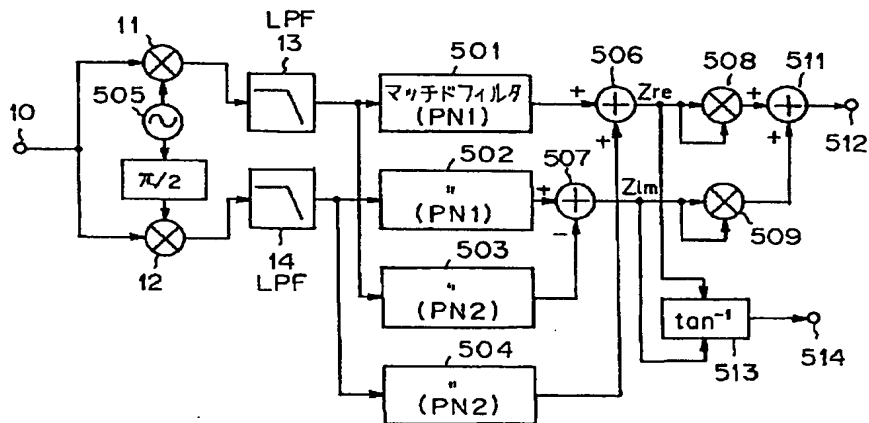 LPF
13
11
505
10
π/2
12
14
LPF
501
マッチドフィルタ
(PN1)
502
〃
(PN1)
503
〃
(PN2)
504
〃
(PN2)
506
+
+
Zre
507
+
−
ZIm
508
509
+
+
511
512
tan⁻¹
513
514